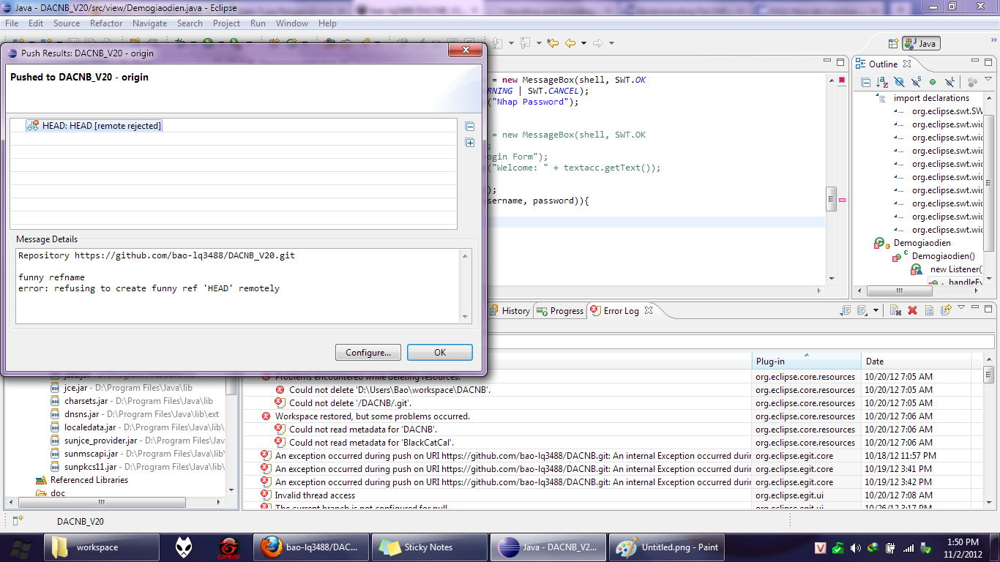 Java - DACNB_V20/src/view/Demogiaodien.java - Eclipse
File Edit Source Refactor Navigate Search Project Run Window Help
Java
Push Results: DACNB_V20 - origin
Pushed to DACNB_V20 - origin
HEAD: HEAD [remote rejected]
Message Details
Repository https://github.com/bao-lq3488/DACNB_V20.git
funny refname
error: refusing to create funny ref 'HEAD' remotely
Configure... OK
= new MessageBox(shell, SWT.OK
RNING | SWT.CANCEL);
("Nhap Password");
= new MessageBox(shell, SWT.OK
;
ogin Form");
("Welcome: " + textacc.getText());
);
sername, password)){
Outline
import declarations
org.eclipse.swt.SW
org.eclipse.swt.wic
org.eclipse.swt.wic
org.eclipse.swt.wic
org.eclipse.swt.wic
org.eclipse.swt.wic
org.eclipse.swt.wic
org.eclipse.swt.wic
org.eclipse.swt.wic
org.eclipse.swt.wic
Demogiaodien
Demogiaodien()
new Listener(
handleEv
History Progress Error Log
Plug-in Date
Problems encountered while deleting resources. org.eclipse.core.resources 10/20/12 7:05 AM
Could not delete 'D:\Users\Bao\workspace\DACNB'. org.eclipse.core.resources 10/20/12 7:05 AM
Could not delete '/DACNB/.git'. org.eclipse.core.resources 10/20/12 7:05 AM
Workspace restored, but some problems occurred. org.eclipse.core.resources 10/20/12 7:06 AM
Could not read metadata for 'DACNB'. org.eclipse.core.resources 10/20/12 7:06 AM
Could not read metadata for 'BlackCatCal'. org.eclipse.core.resources 10/20/12 7:06 AM
An exception occurred during push on URI https://github.com/bao-lq3488/DACNB.git: An internal Exception occurred durin org.eclipse.egit.core 10/18/12 11:57 PM
An exception occurred during push on URI https://github.com/bao-lq3488/DACNB.git: An internal Exception occurred durin org.eclipse.egit.core 10/19/12 3:41 PM
An exception occurred during push on URI https://github.com/bao-lq3488/DACNB.git: An internal Exception occurred durin org.eclipse.egit.core 10/19/12 3:42 PM
Invalid thread access org.eclipse.egit.ui 10/20/12 7:08 AM
The current branch is not configured for pull org.eclipse.egit.ui 10/26/12 3:17 PM
jce.jar - D:\Program Files\Java\lib
charsets.jar - D:\Program Files\Java\lib
dnsns.jar - D:\Program Files\Java\lib\ext
localedata.jar - D:\Program Files\Java\lib\
sunjce_provider.jar - D:\Program Files\Jav
sunmscapi.jar - D:\Program Files\Java\lib\
sunpkcs11.jar - D:\Program Files\Java\lib\
Referenced Libraries
doc
DACNB_V20
workspace
GARENA
bao-lq3488/DAC...
Sticky Notes
Java - DACNB_V2...
Untitled.png - Paint
1:50 PM
11/2/2012